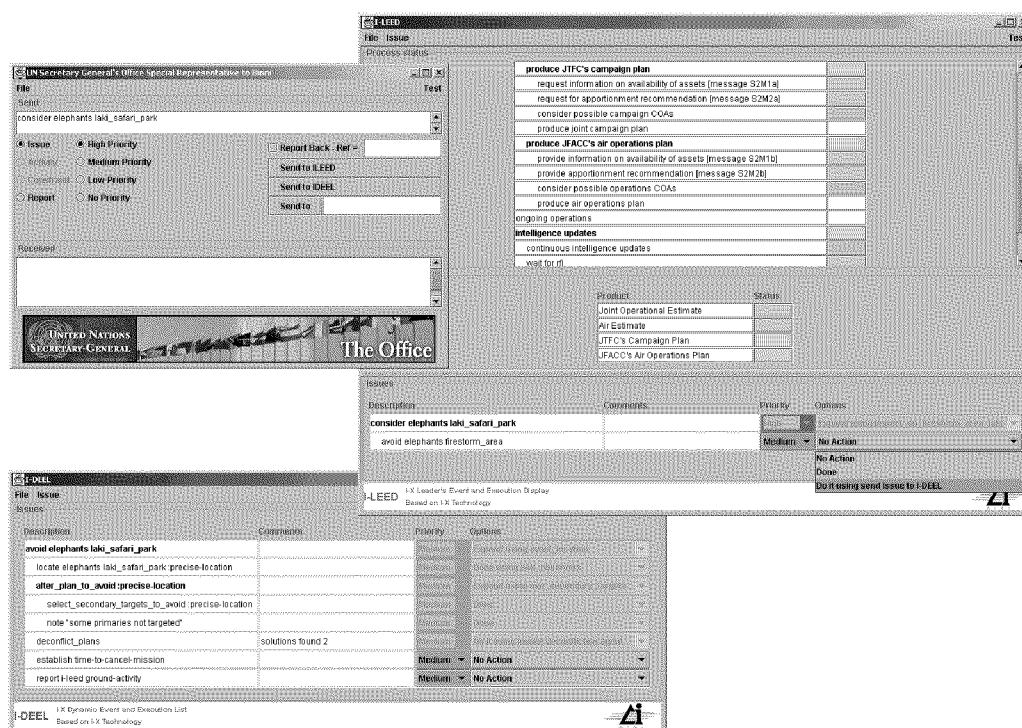 UN Secretary General's Office Special Representative to Binni
File Test
Send
consider elephants laki_safari_park
Issue High Priority
Report Back : Ref =
Activity Medium Priority
Send to ILEED
Constraint Low Priority
Send to IDEEL
Report No Priority
Send to
Received
UNITED NATIONS
SECRETARY-GENERAL
The Office
I-LEED
File Issue Test
Process status
produce JTFC's campaign plan
request information on availability of assets [message S2M1a]
request for apportionment recommendation [message S2M2a]
consider possible campaign COAs
produce joint campaign plan
produce JFACC's air operations plan
provide information on availability of assets [message S2M1b]
provide apportionment recommendation [message S2M2b]
consider possible operations COAs
produce air operations plan
ongoing operations
intelligence updates
continuous intelligence updates
wait for rfi
Product Status
Joint Operational Estimate
Air Estimate
JTFC's Campaign Plan
JFACC's Air Operations Plan
Issues
Description Comments Priority Options
consider elephants laki_safari_park High
avoid elephants firestorm_area Medium No Action
No Action
Done
Do it using send issue to I-DEEL
I-LEED
I-X Leader's Event and Execution Display
Based on I-X Technology
I-DEEL
File Issue
Issues
Description Comments Priority Options
avoid elephants laki_safari_park
locate elephants laki_safari_park :precise-location
alter_plan_to_avoid :precise-location
select_secondary_targets_to_avoid :precise-location
note "some primaries not targeted"
deconflict_plans solutions found 2
establish time-to-cancel-mission Medium No Action
report i-leed ground-activity Medium No Action
I-DEEL
I-X Dynamic Event and Execution List
Based on I-X Technology